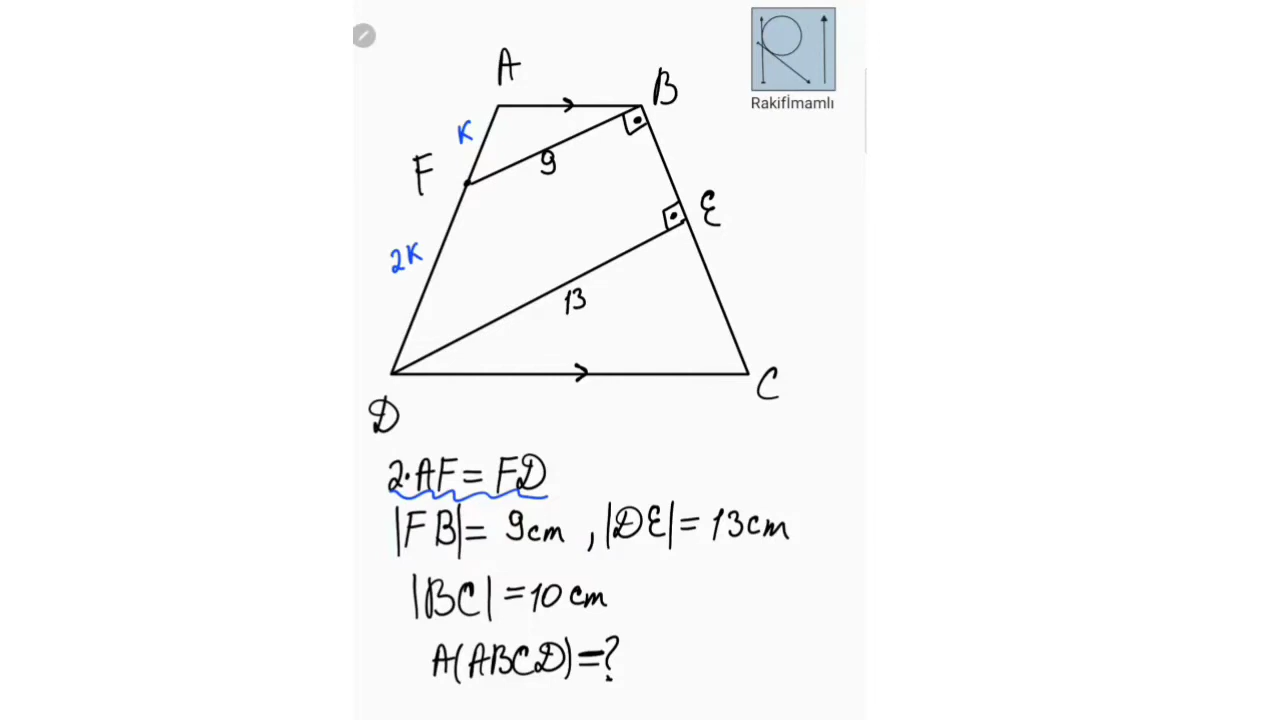 A
B
Rakifİmamlı
K
F
9
E
2K
13
D
C
2·AF = FD
|FB| = 9cm , |DE| = 13cm
|BC| = 10 cm
A(ABCD) = ?